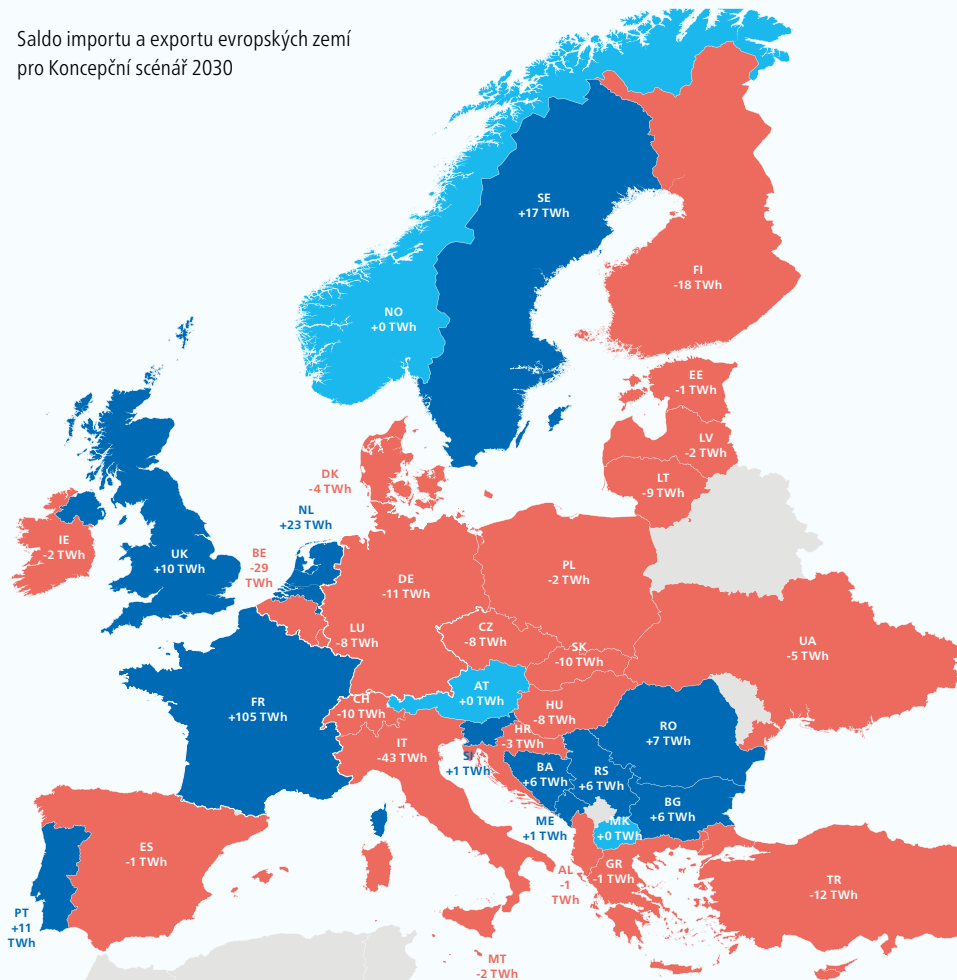 Saldo importu a exportu evropských zemí
pro Koncepční scénář 2030
SE
+17 TWh
FI
-18 TWh
NO
+0 TWh
EE
-1 TWh
LV
-2 TWh
LT
-9 TWh
DK
-4 TWh
NL
+23 TWh
IE
-2 TWh
UK
+10 TWh
BE
-29
TWh
DE
-11 TWh
PL
-2 TWh
LU
-8 TWh
CZ
-8 TWh
SK
-10 TWh
UA
-5 TWh
AT
+0 TWh
FR
+105 TWh
CH
-10 TWh
HU
-8 TWh
RO
+7 TWh
HR
-3 TWh
IT
-43 TWh
SI
+1 TWh
BA
+6 TWh
RS
+6 TWh
BG
+6 TWh
ME
+1 TWh
MK
+0 TWh
ES
-1 TWh
AL
-1
TWh
GR
-1 TWh
TR
-12 TWh
PT
+11
TWh
MT
-2 TWh